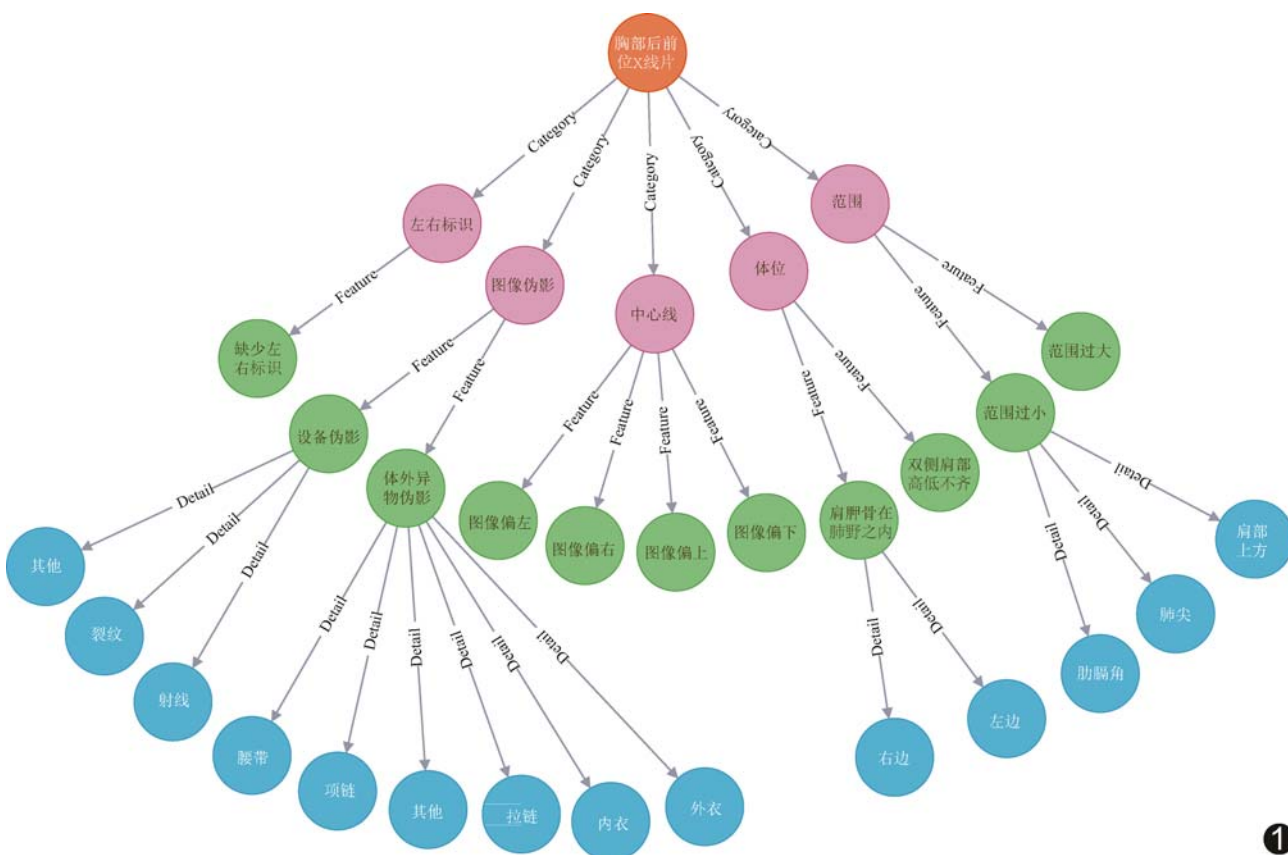 胸部后前
位X线片
Category
Category
Category
Category
Category
左右标识
图像伪影
中心线
体位
范围
Feature
Feature
Feature
Feature
Feature
Feature
Feature
Feature
Feature
Feature
Feature
缺少左
右标识
设备伪影
体外异
物伪影
图像偏左
图像偏右
图像偏上
图像偏下
肩胛骨在
肺野之内
双侧肩部
高低不齐
范围过小
范围过大
Detail
Detail
Detail
Detail
Detail
Detail
Detail
Detail
Detail
Detail
Detail
Detail
Detail
Detail
其他
裂纹
射线
腰带
项链
其他
拉链
内衣
外衣
右边
左边
肋膈角
肺尖
肩部
上方
1